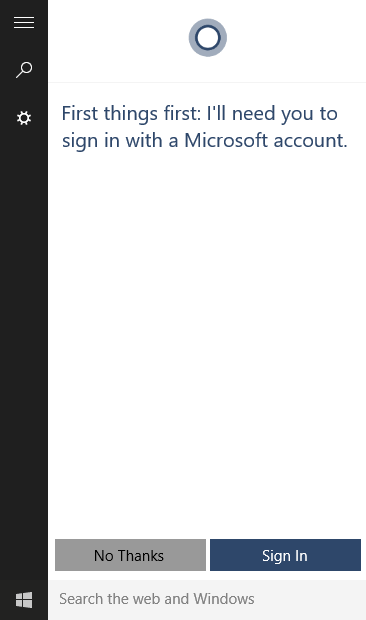 First things first: I'll need you to
sign in with a Microsoft account.
No Thanks
Sign In
Search the web and Windows